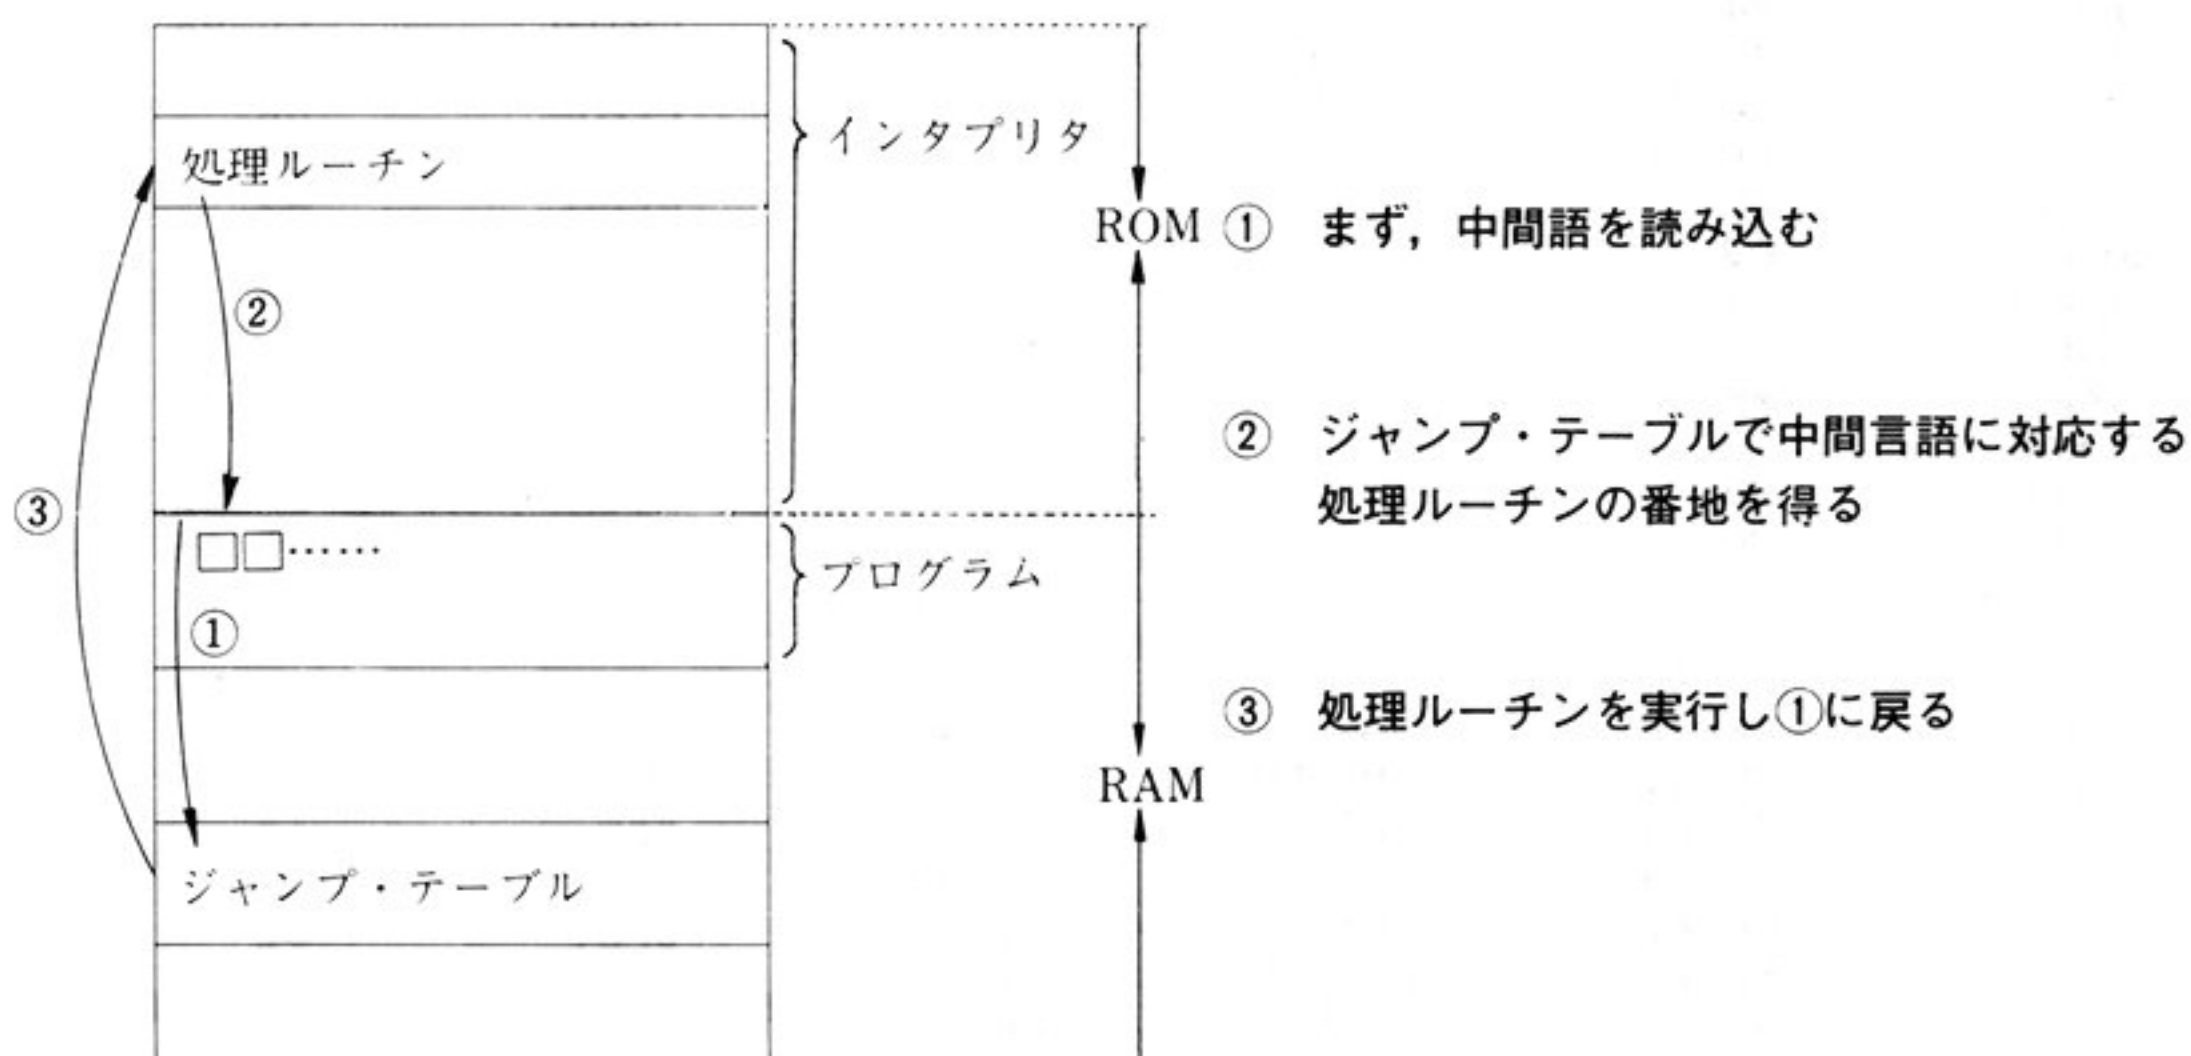 インタプリタ
処理ルーチン
ROM
① まず，中間語を読み込む
②
② ジャンプ・テーブルで中間言語に対応する
処理ルーチンの番地を得る
③
□□……
プログラム
①
③ 処理ルーチンを実行し①に戻る
RAM
ジャンプ・テーブル